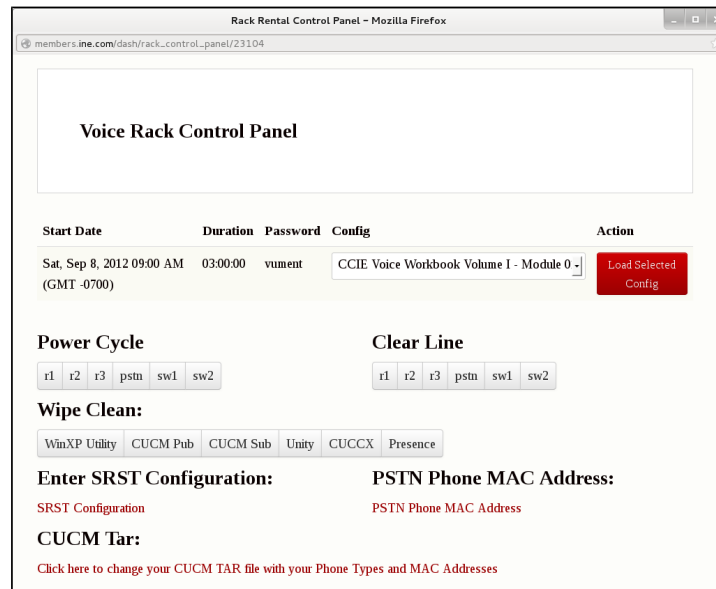 Rack Rental Control Panel – Mozilla Firefox
members.ine.com/dash/rack_control_panel/23104
Voice Rack Control Panel
Start Date Duration Password Config Action
Sat, Sep 8, 2012 09:00 AM 03:00:00 vument CCIE Voice Workbook Volume I - Module 0 Load Selected
(GMT -0700) Config
Power Cycle Clear Line
r1 r2 r3 pstn sw1 sw2 r1 r2 r3 pstn sw1 sw2
Wipe Clean:
WinXP Utility CUCM Pub CUCM Sub Unity CUCCX Presence
Enter SRST Configuration: PSTN Phone MAC Address:
SRST Configuration PSTN Phone MAC Address
CUCM Tar:
Click here to change your CUCM TAR file with your Phone Types and MAC Addresses